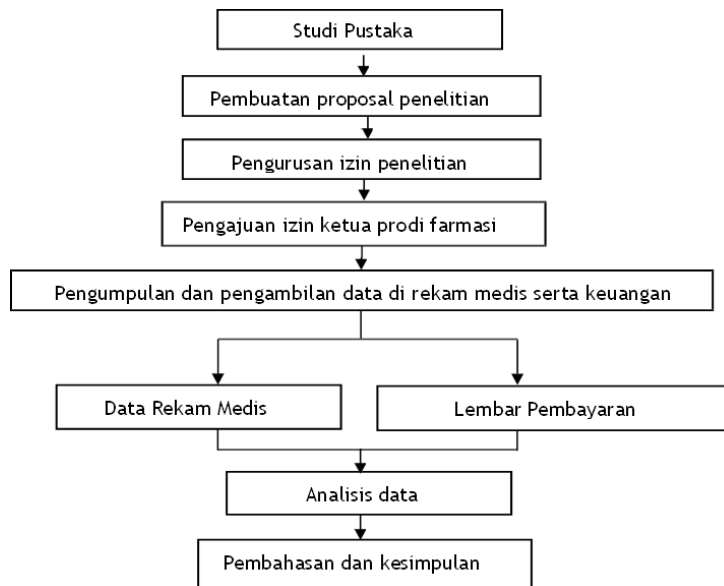 Studi Pustaka
Pembuatan proposal penelitian
Pengurusan izin penelitian
Pengajuan izin ketua prodi farmasi
Pengumpulan dan pengambilan data di rekam medis serta keuangan
Data Rekam Medis
Lembar Pembayaran
Analisis data
Pembahasan dan kesimpulan